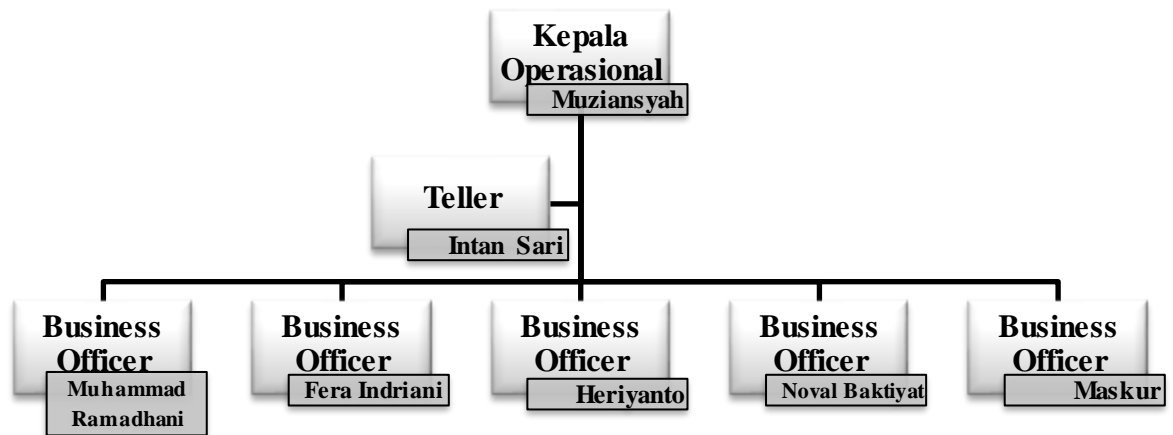 Kepala
Operasional
Muziansyah
Teller
Intan Sari
Business
Officer
Muhammad
Ramadhani
Business
Officer
Fera Indriani
Business
Officer
Heriyanto
Business
Officer
Noval Baktiyat
Business
Officer
Maskur